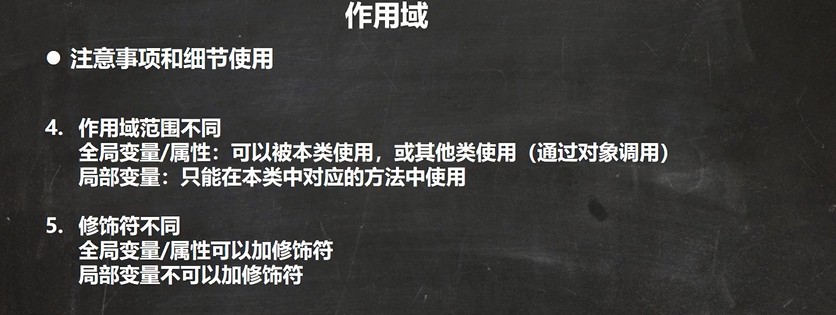 作用域
● 注意事项和细节使用
4. 作用域范围不同
全局变量/属性：可以被本类使用，或其他类使用（通过对象调用）
局部变量：只能在本类中对应的方法中使用
5. 修饰符不同
全局变量/属性可以加修饰符
局部变量不可以加修饰符